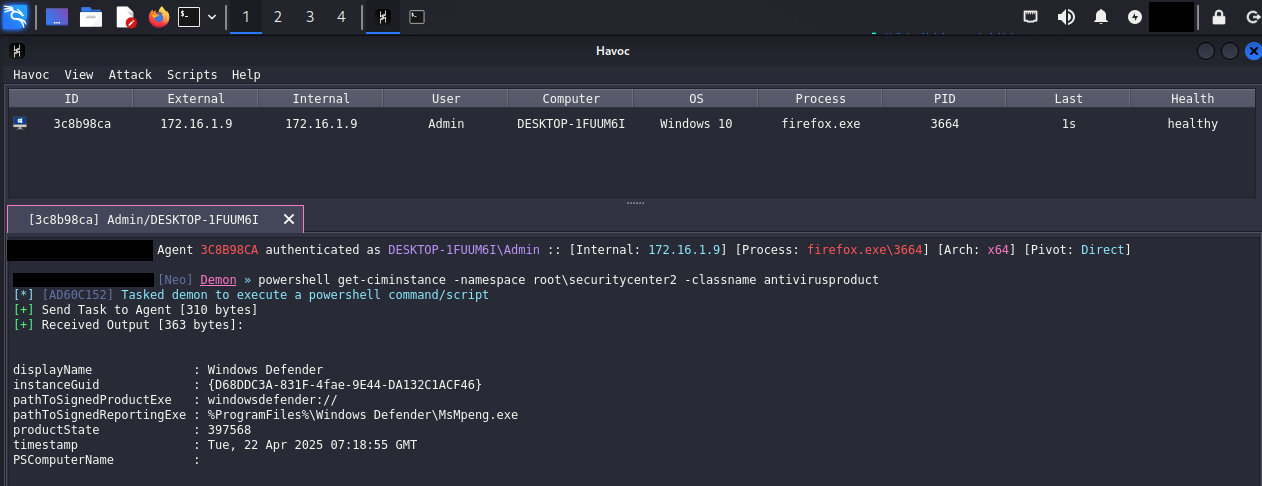 1 2 3 4
Havoc
Havoc View Attack Scripts Help
ID External Internal User Computer OS Process PID Last Health
3c8b98ca 172.16.1.9 172.16.1.9 Admin DESKTOP-1FUUM6I Windows 10 firefox.exe 3664 1s healthy
[3c8b98ca] Admin/DESKTOP-1FUUM6I
Agent 3C8B98CA authenticated as DESKTOP-1FUUM6I\Admin :: [Internal: 172.16.1.9] [Process: firefox.exe\3664] [Arch: x64] [Pivot: Direct]
[Neo] Demon » powershell get-ciminstance -namespace root\securitycenter2 -classname antivirusproduct
[*] [AD60C152] Tasked demon to execute a powershell command/script
[+] Send Task to Agent [310 bytes]
[+] Received Output [363 bytes]:
displayName : Windows Defender
instanceGuid : {D68DDC3A-831F-4fae-9E44-DA132C1ACF46}
pathToSignedProductExe : windowsdefender://
pathToSignedReportingExe : %ProgramFiles%\Windows Defender\MsMpeng.exe
productState : 397568
timestamp : Tue, 22 Apr 2025 07:18:55 GMT
PSComputerName :